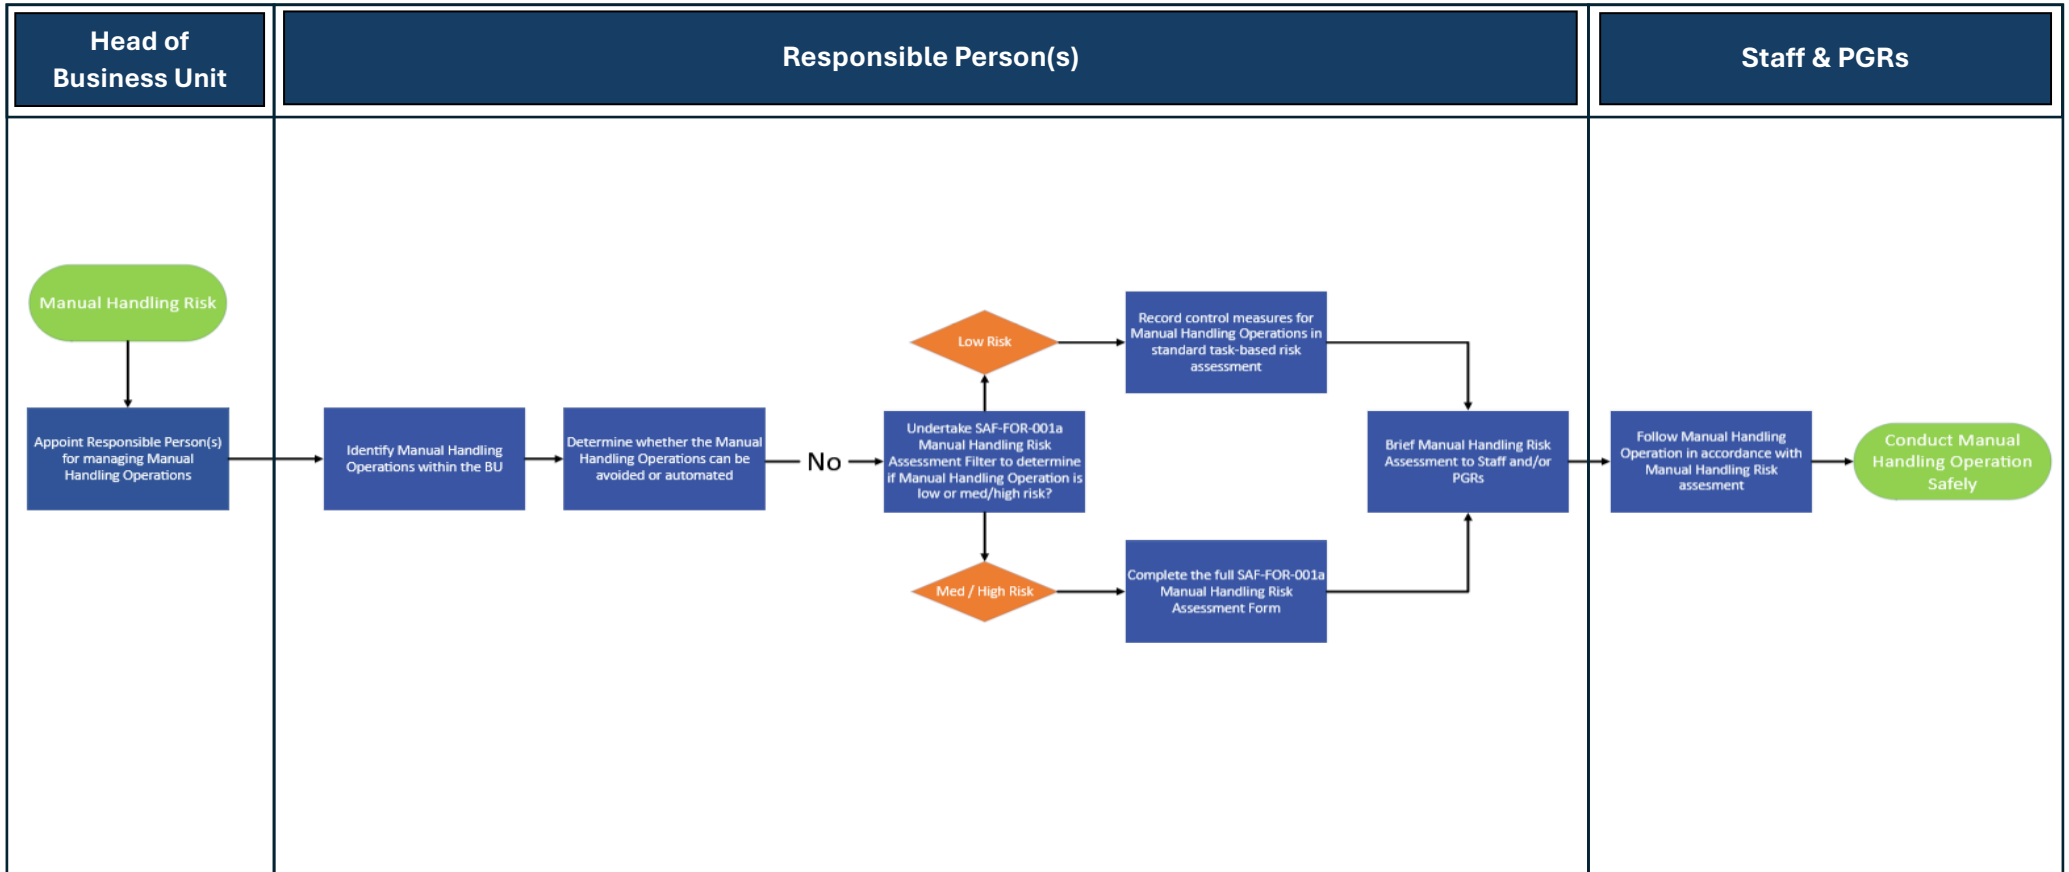 Head of
Business Unit
Responsible Person(s)
Staff & PGRs
Manual Handling Risk
Appoint Responsible Person(s)
for managing Manual
Handling Operations
Identify Manual Handling
Operations within the BU
Determine whether the Manual
Handling Operations can be
avoided or automated
No
Undertake SAF-FOR-001a
Manual Handling Risk
Assessment Filter to determine
if Manual Handling Operation is
low or med/high risk?
Low Risk
Record control measures for
Manual Handling Operations in
standard task-based risk
assessment
Med / High Risk
Complete the full SAF-FOR-001a
Manual Handling Risk
Assessment Form
Brief Manual Handling Risk
Assessment to Staff and/or
PGRs
Follow Manual Handling
Operation in accordance with
Manual Handling Risk
assesment
Conduct Manual
Handling Operation
Safely